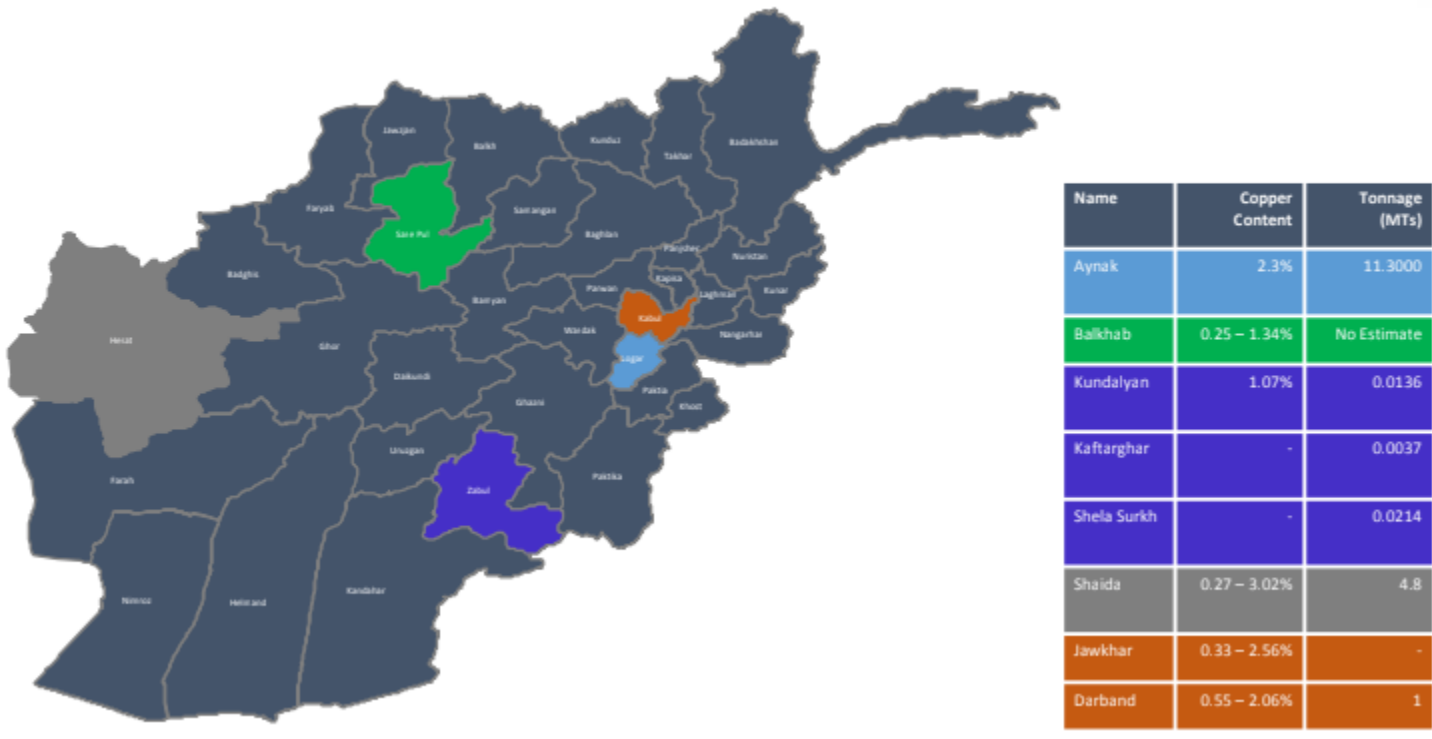 Jawzjan
Balkh
Kunduz
Takhar
Badakhshan
Faryab
Sare Pul
Samangan
Baghlan
Panjsher
Nuristan
Badghis
Kapisa
Parwan
Laghman
Kunar
Bamyan
Kabul
Herat
Ghor
Wardak
Nangarhar
Logar
Daikundi
Paktia
Ghazni
Khost
Uruzgan
Farah
Zabul
Paktika
Nimroz
Helmand
Kandahar
Name Copper Tonnage
Content (MTs)
Aynak 2.3% 11.3000
Balkhab 0.25 – 1.34% No Estimate
Kundalyan 1.07% 0.0136
Kaftarghar - 0.0037
Shela Surkh - 0.0214
Shaida 0.27 – 3.02% 4.8
Jawkhar 0.33 – 2.56% -
Darband 0.55 – 2.06% 1